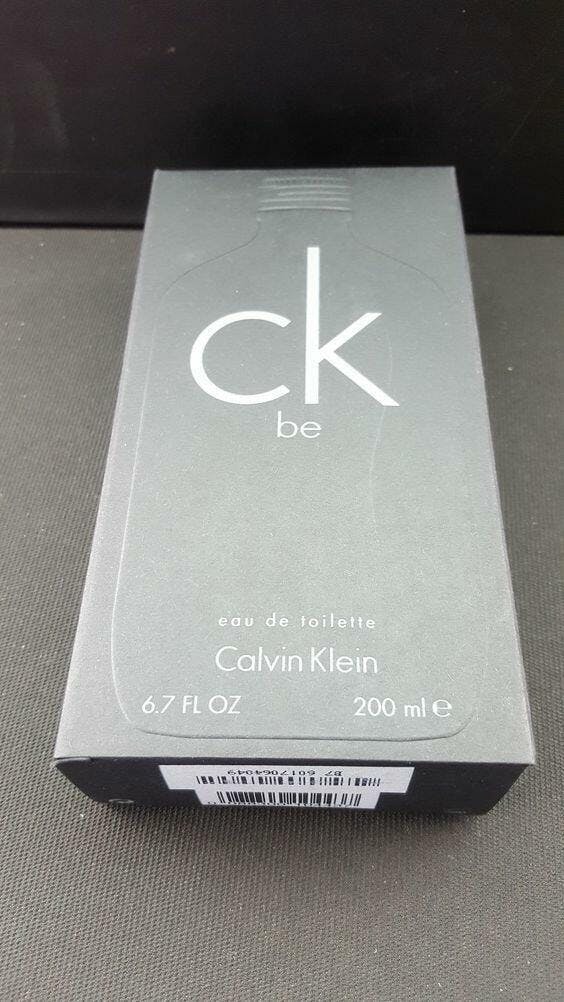 ck
be
eau de toilette
Calvin Klein
6.7 FL OZ 200 ml e